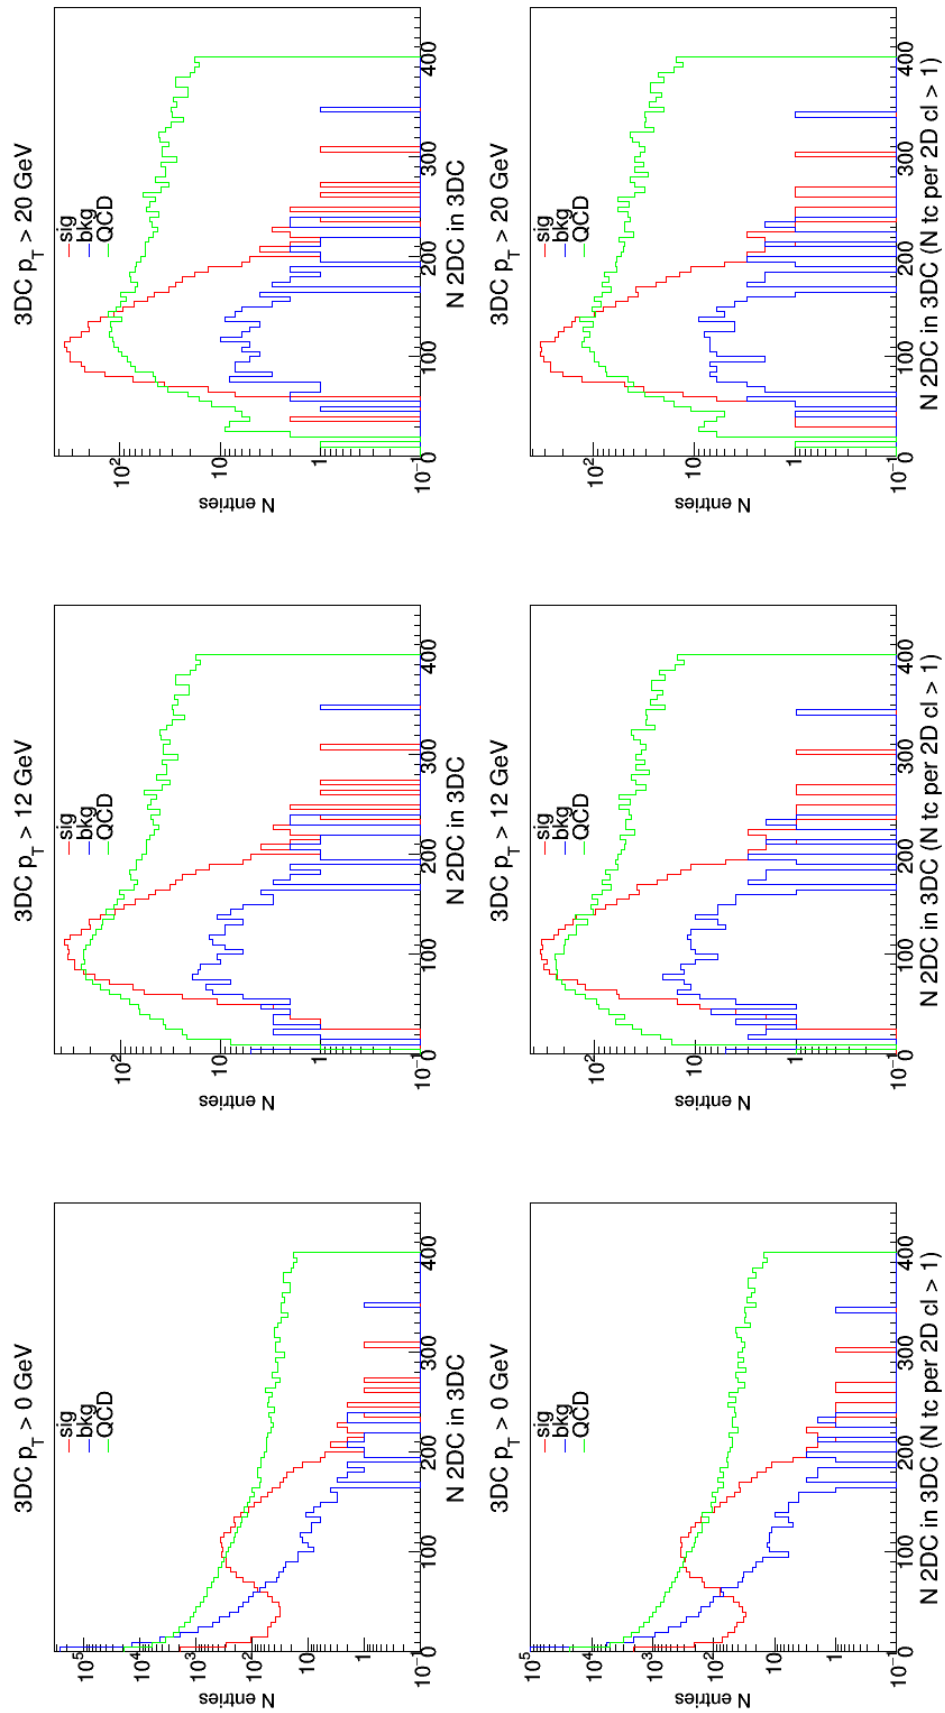 3DC pT > 0 GeV
sig
bkg
QCD
N entries
10^5
10^4
10^3
10^2
10
1
10^-1
0 100 200 300 400
N 2DC in 3DC
3DC pT > 12 GeV
sig
bkg
QCD
N entries
10^2
10
1
10^-1
0 100 200 300 400
N 2DC in 3DC
3DC pT > 20 GeV
sig
bkg
QCD
N entries
10^2
10
1
10^-1
0 100 200 300 400
N 2DC in 3DC
3DC pT > 0 GeV
sig
bkg
QCD
N entries
10^5
10^4
10^3
10^2
10
1
10^-1
0 100 200 300 400
N 2DC in 3DC (N tc per 2D cl > 1)
3DC pT > 12 GeV
sig
bkg
QCD
N entries
10^2
10
1
10^-1
0 100 200 300 400
N 2DC in 3DC (N tc per 2D cl > 1)
3DC pT > 20 GeV
sig
bkg
QCD
N entries
10^2
10
1
10^-1
0 100 200 300 400
N 2DC in 3DC (N tc per 2D cl > 1)